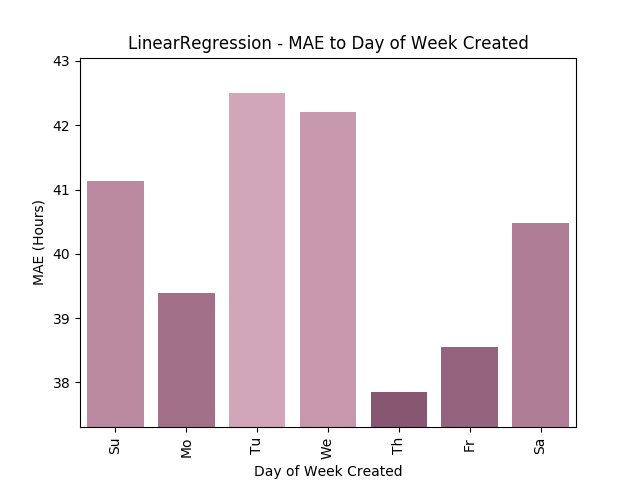 LinearRegression - MAE to Day of Week Created
MAE (Hours)
43
42
41
40
39
38
Su
Mo
Tu
We
Th
Fr
Sa
Day of Week Created